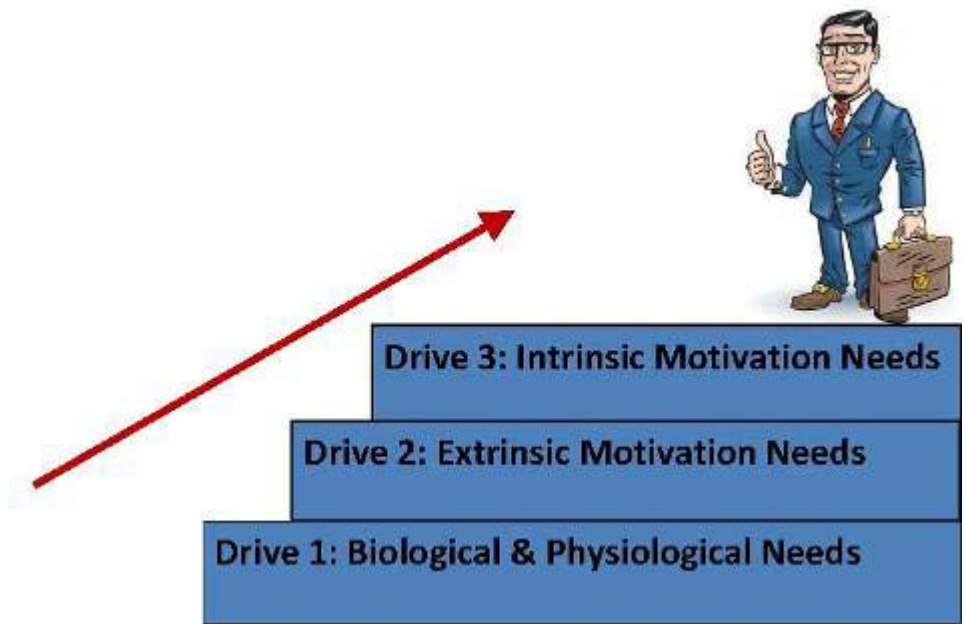 Drive 3: Intrinsic Motivation Needs
Drive 2: Extrinsic Motivation Needs
Drive 1: Biological & Physiological Needs